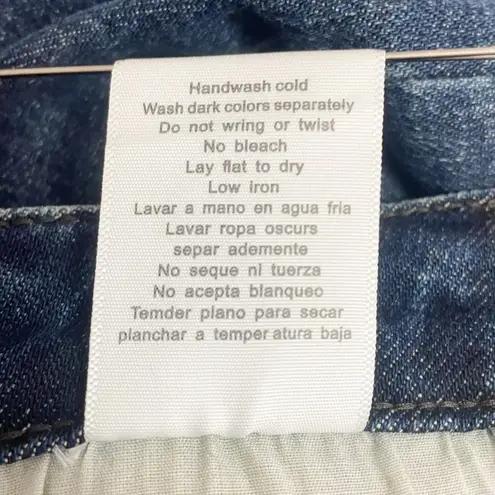 Handwash cold
Wash dark colors separately
Do not wring or twist
No bleach
Lay flat to dry
Low iron
Lavar a mano en agua fria
Lavar ropa oscurs
separ ademente
No seque ni tuerza
No acepta blanqueo
Temder plano para secar
planchar a temper atura baja